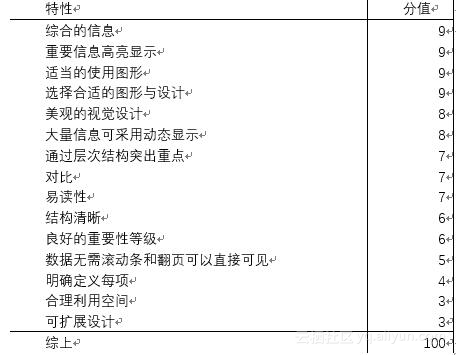 特性 分值
综合的信息 9
重要信息高亮显示 9
适当的使用图形 9
选择合适的图形与设计 9
美观的视觉设计 8
大量信息可采用动态显示 8
通过层次结构突出重点 7
对比 7
易读性 7
结构清晰 6
良好的重要性等级 6
数据无需滚动条和翻页可以直接可见 5
明确定义每项 4
合理利用空间 3
可扩展设计 3
综上 100
云栖社区 yq.aliyun.com